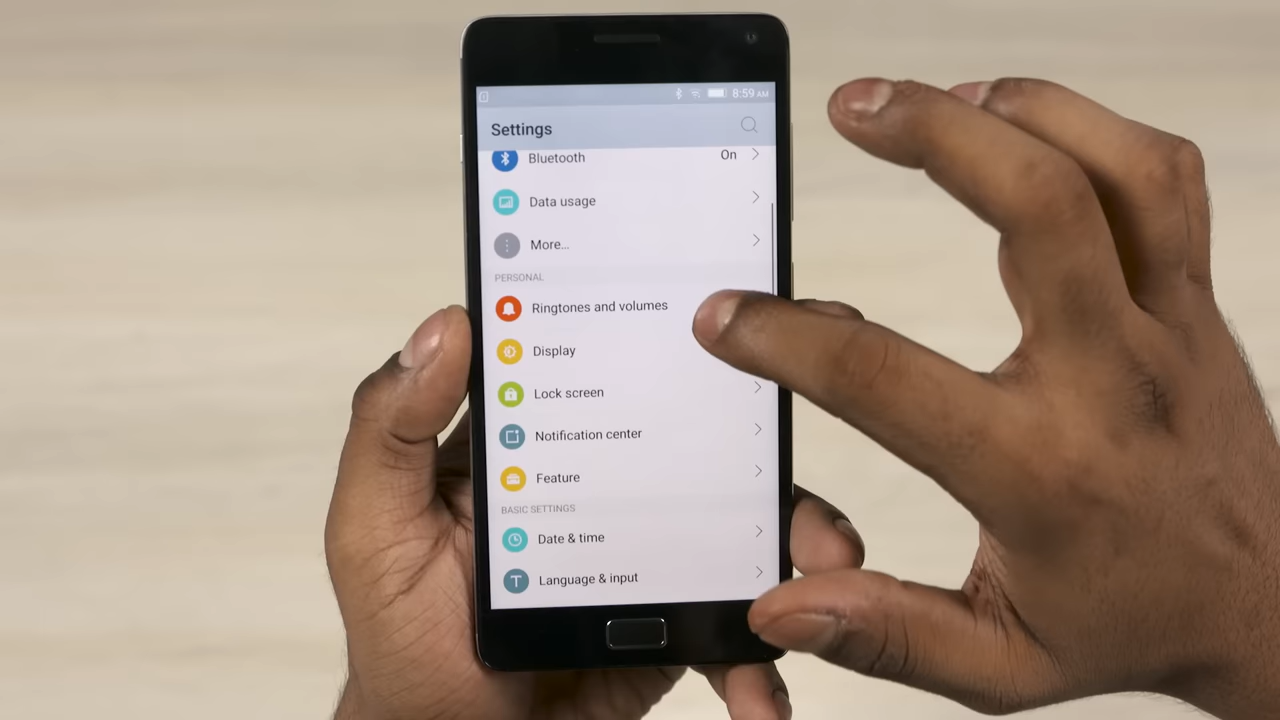 8:59 AM
Settings
Bluetooth On
Data usage
More...
PERSONAL
Ringtones and volumes
Display
Lock screen
Notification center
Feature
BASIC SETTINGS
Date & time
T Language & input